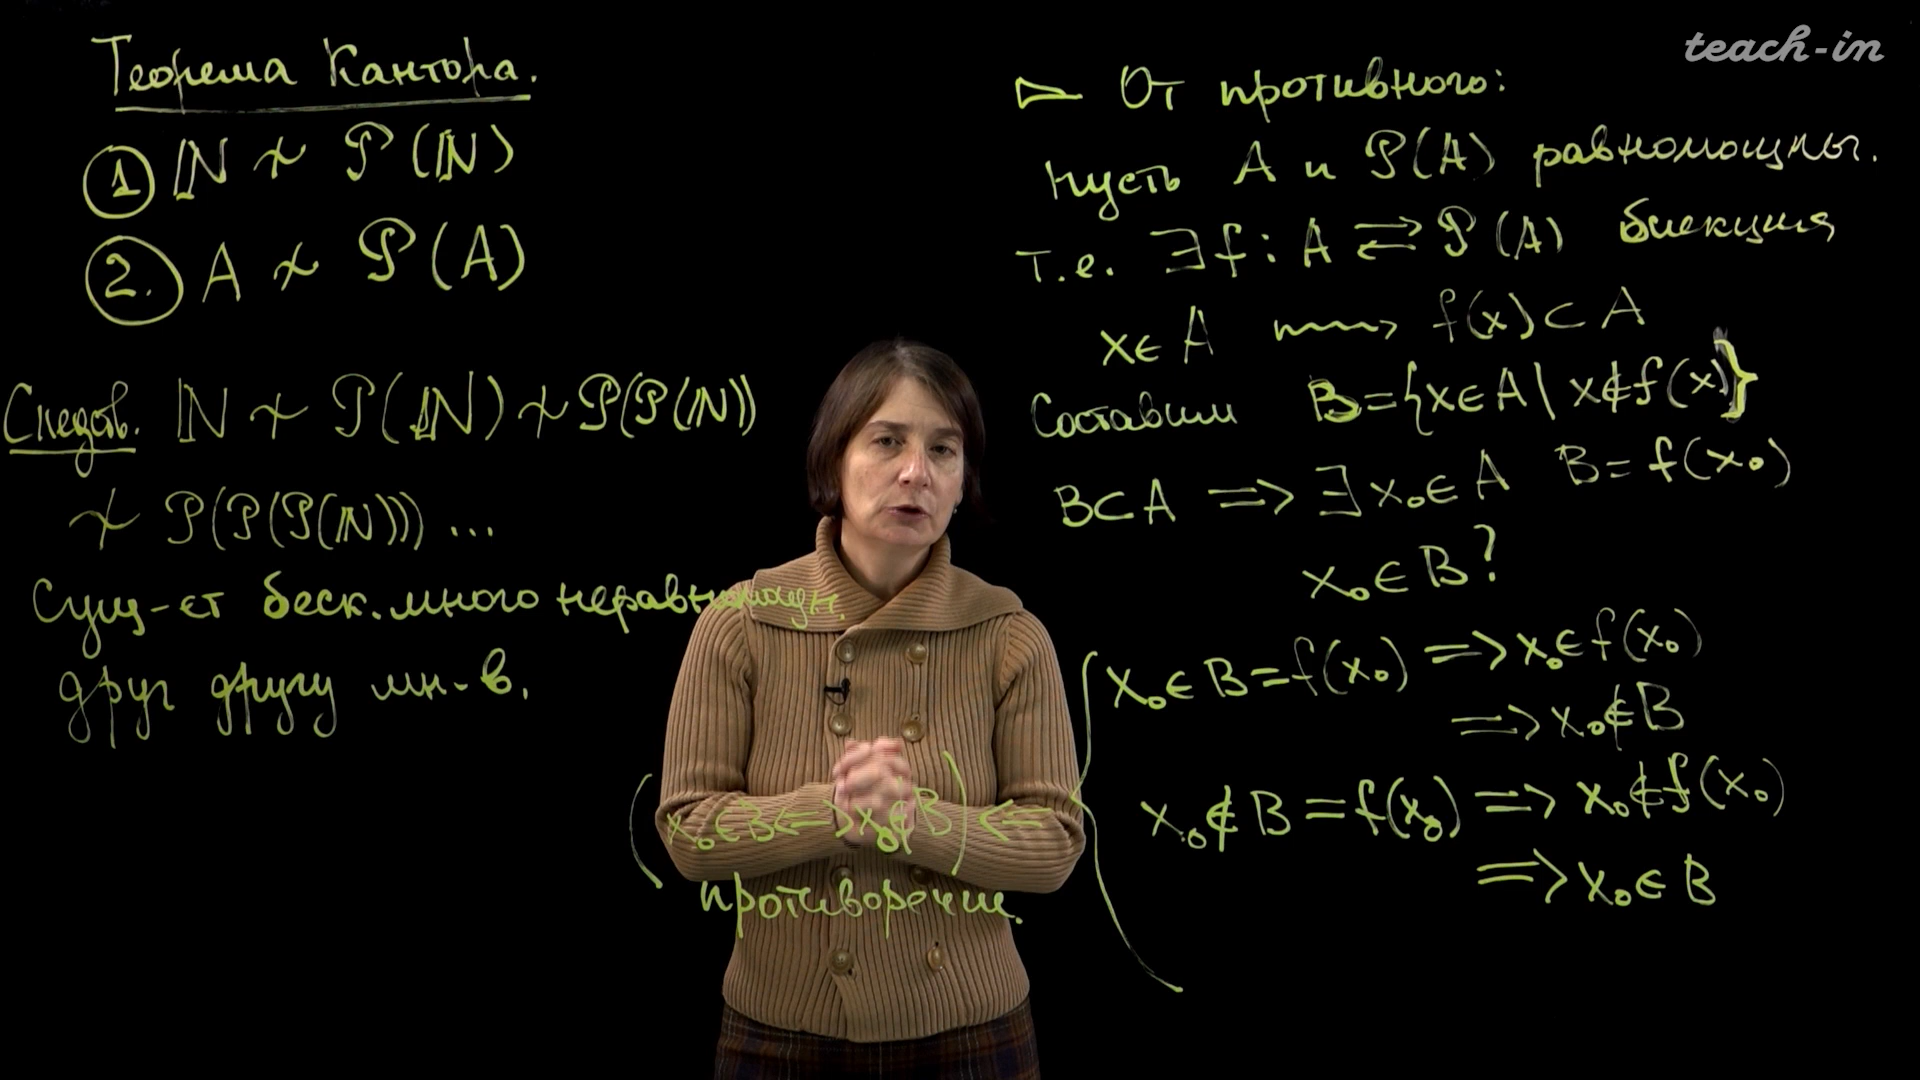 teach-in
Теорема Кантора.
① ℕ ≁ 𝒫(ℕ)
②. A ≁ 𝒫(A)
Следств. ℕ ≁ 𝒫(ℕ) ≁ 𝒫(𝒫(ℕ))
≁ 𝒫(𝒫(𝒫(ℕ))) ...
Сущ-ет беск. много неравномощн.
друг другу мн-в.
▷ От противного:
Пусть A и 𝒫(A) равномощны.
т.е. ∃ f : A ⇄ 𝒫(A) биекция
x ∈ A ⟿ f(x) ⊂ A
Составим B = {x ∈ A | x ∉ f(x)}
B ⊂ A ⇒ ∃ x₀ ∈ A B = f(x₀)
x₀ ∈ B?
x₀ ∈ B = f(x₀) ⇒ x₀ ∈ f(x₀)
⇒ x₀ ∉ B
x₀ ∉ B = f(x₀) ⇒ x₀ ∉ f(x₀)
⇒ x₀ ∈ B
(x₀ ∈ B ⇔ x₀ ∉ B) ⇐
противоречие.